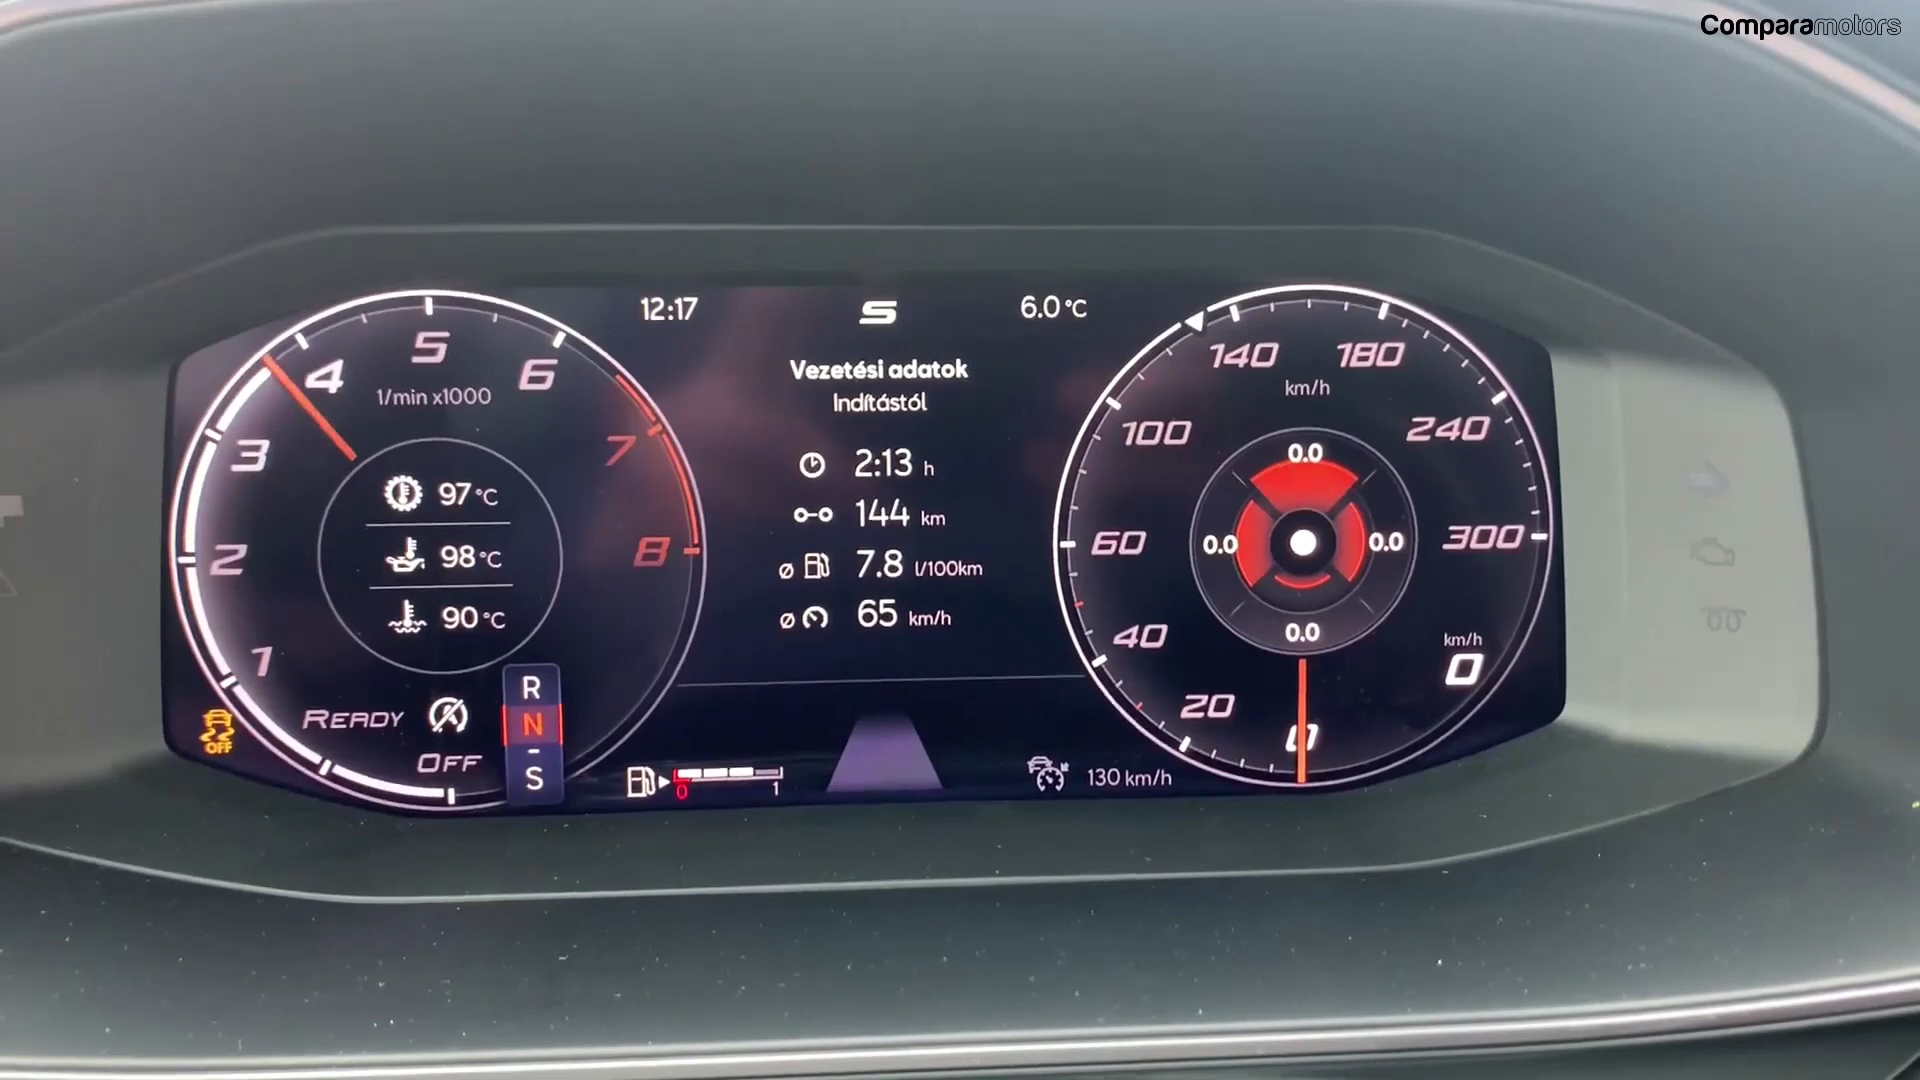 Comparamotors
12:17
S
6.0 °C
Vezetési adatok
Indítástól
2:13 h
144 km
ø 7.8 l/100km
ø 65 km/h
1
2
3
4
5
6
7
8
1/min x1000
97 °C
98 °C
90 °C
READY
OFF
OFF
R
N
S
0
1
130 km/h
0
20
40
60
100
140
180
240
300
km/h
0.0
0.0
0.0
0.0
km/h
0